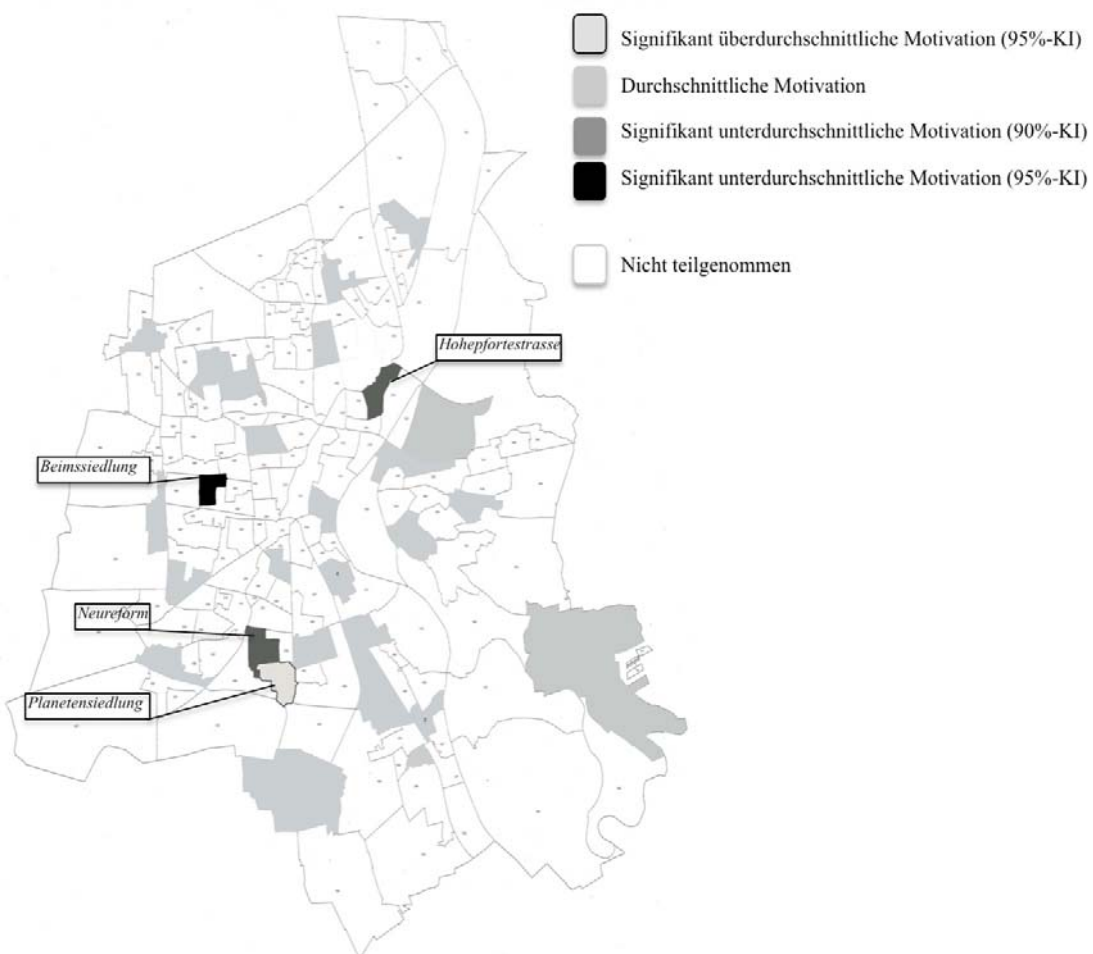 Signifikant überdurchschnittliche Motivation (95%-KI)
Durchschnittliche Motivation
Signifikant unterdurchschnittliche Motivation (90%-KI)
Signifikant unterdurchschnittliche Motivation (95%-KI)
Nicht teilgenommen
Hohepfortestrasse
Beimssiedlung
Neureform
Planetensiedlung